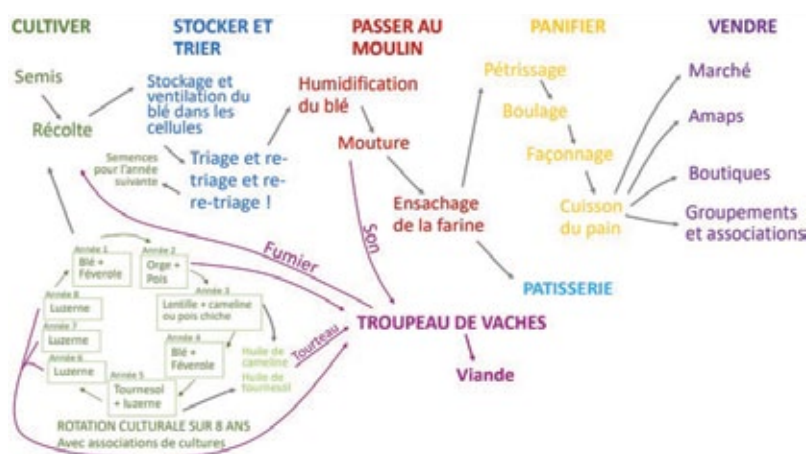 CULTIVER
STOCKER ET
TRIER
PASSER AU
MOULIN
PANIFIER
VENDRE
Semis
Récolte
Stockage et
ventilation du
blé dans les
cellules
Semences
pour l'année
suivante
Triage et re-
triage et re-
re-triage !
Humidification
du blé
Mouture
Ensachage
de la farine
Pétrissage
Boulage
Façonnage
Cuisson
du pain
Marché
Amaps
Boutiques
Groupements
et associations
PATISSERIE
Son
Fumier
TROUPEAU DE VACHES
Viande
Tourteau
Année 1
Blé +
Féverole
Année 2
Orge +
Pois
Année 3
Lentille + cameline
ou pois chiche
Année 4
Blé +
Féverole
Année 5
Tournesol
+ luzerne
Année 6
Luzerne
Année 7
Luzerne
Année 8
Luzerne
Huile de
cameline
Huile de
tournesol
ROTATION CULTURALE SUR 8 ANS
Avec associations de cultures